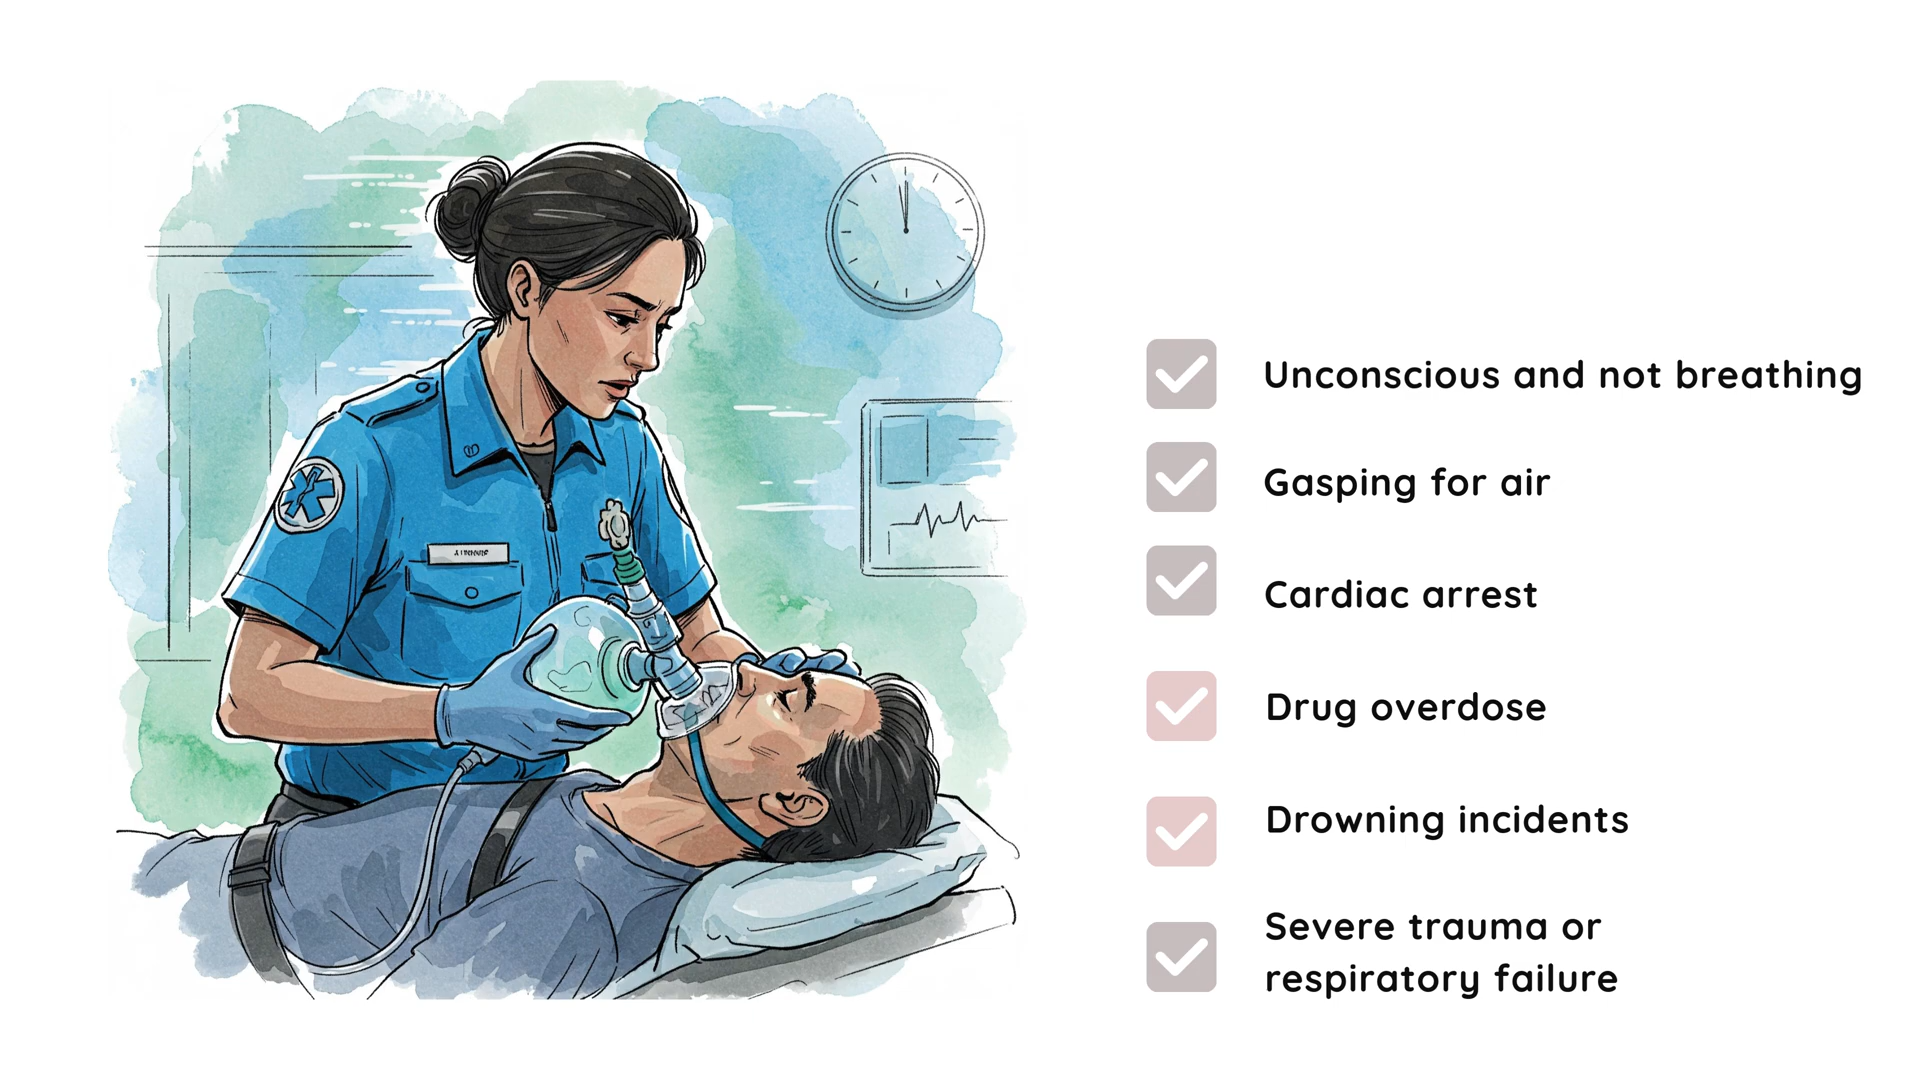 Unconscious and not breathing
Gasping for air
Cardiac arrest
Drug overdose
Drowning incidents
Severe trauma or
respiratory failure